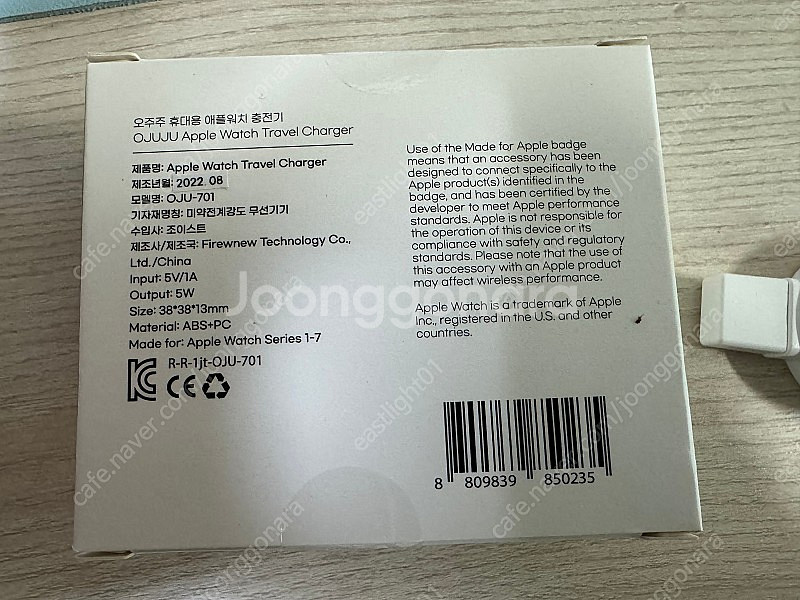 오주주 휴대용 애플워치 충전기
OJUJU Apple Watch Travel Charger
제품명: Apple Watch Travel Charger
제조년월: 2022. 08
모델명: OJU-701
기자재명칭: 미약전계강도 무선기기
수입사: 조이스트
제조사/제조국: Firewnew Technology Co.,
Ltd./China
Input: 5V/1A
Output: 5W
Size: 38*38*13mm
Material: ABS+PC
Made for: Apple Watch Series 1-7
R-R-1jt-OJU-701
CE
Use of the Made for Apple badge
means that an accessory has been
designed to connect specifically to the
Apple product(s) identified in the
badge, and has been certified by the
developer to meet Apple performance
standards. Apple is not responsible for
the operation of this device or its
compliance with safety and regulatory
standards. Please note that the use of
this accessory with an Apple product
may affect wireless performance.
Apple Watch is a trademark of Apple
Inc., registered in the U.S. and other
countries.
8 809839 850235
Joonggonara
cafe.naver.com/joonggonara
eastlight01